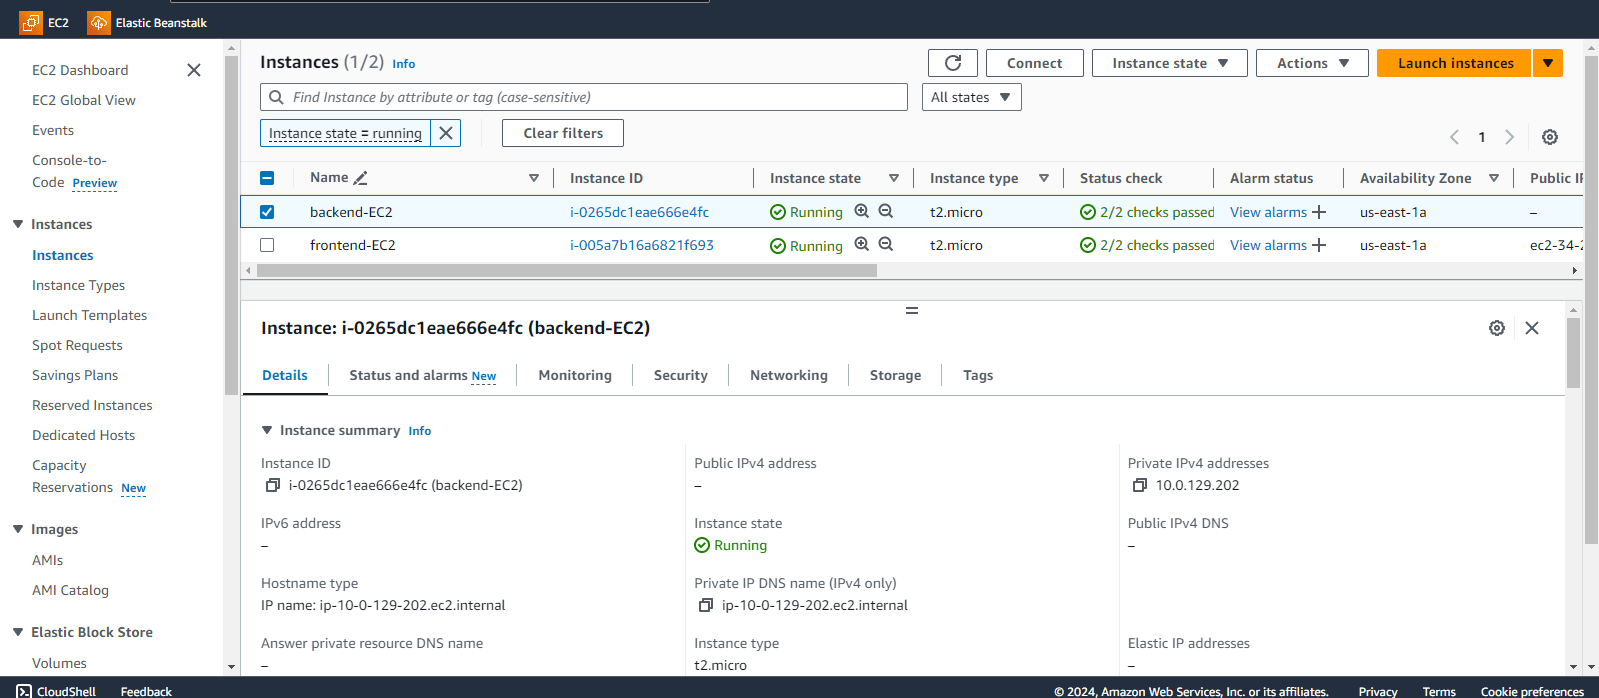 EC2 Elastic Beanstalk
EC2 Dashboard
EC2 Global View
Events
Console-to-
Code Preview
Instances
Instances
Instance Types
Launch Templates
Spot Requests
Savings Plans
Reserved Instances
Dedicated Hosts
Capacity
Reservations New
Images
AMIs
AMI Catalog
Elastic Block Store
Volumes
Instances (1/2) Info
Connect Instance state Actions Launch instances
Find Instance by attribute or tag (case-sensitive) All states
Instance state = running Clear filters 1
Name Instance ID Instance state Instance type Status check Alarm status Availability Zone Public IP
backend-EC2 i-0265dc1eae666e4fc Running t2.micro 2/2 checks passed View alarms + us-east-1a –
frontend-EC2 i-005a7b16a6821f693 Running t2.micro 2/2 checks passed View alarms + us-east-1a ec2-34-2
Instance: i-0265dc1eae666e4fc (backend-EC2)
Details Status and alarms New Monitoring Security Networking Storage Tags
Instance summary Info
Instance ID Public IPv4 address Private IPv4 addresses
i-0265dc1eae666e4fc (backend-EC2) – 10.0.129.202
IPv6 address Instance state Public IPv4 DNS
– Running –
Hostname type Private IP DNS name (IPv4 only)
IP name: ip-10-0-129-202.ec2.internal ip-10-0-129-202.ec2.internal
Answer private resource DNS name Instance type Elastic IP addresses
– t2.micro –
CloudShell Feedback © 2024, Amazon Web Services, Inc. or its affiliates. Privacy Terms Cookie preferences